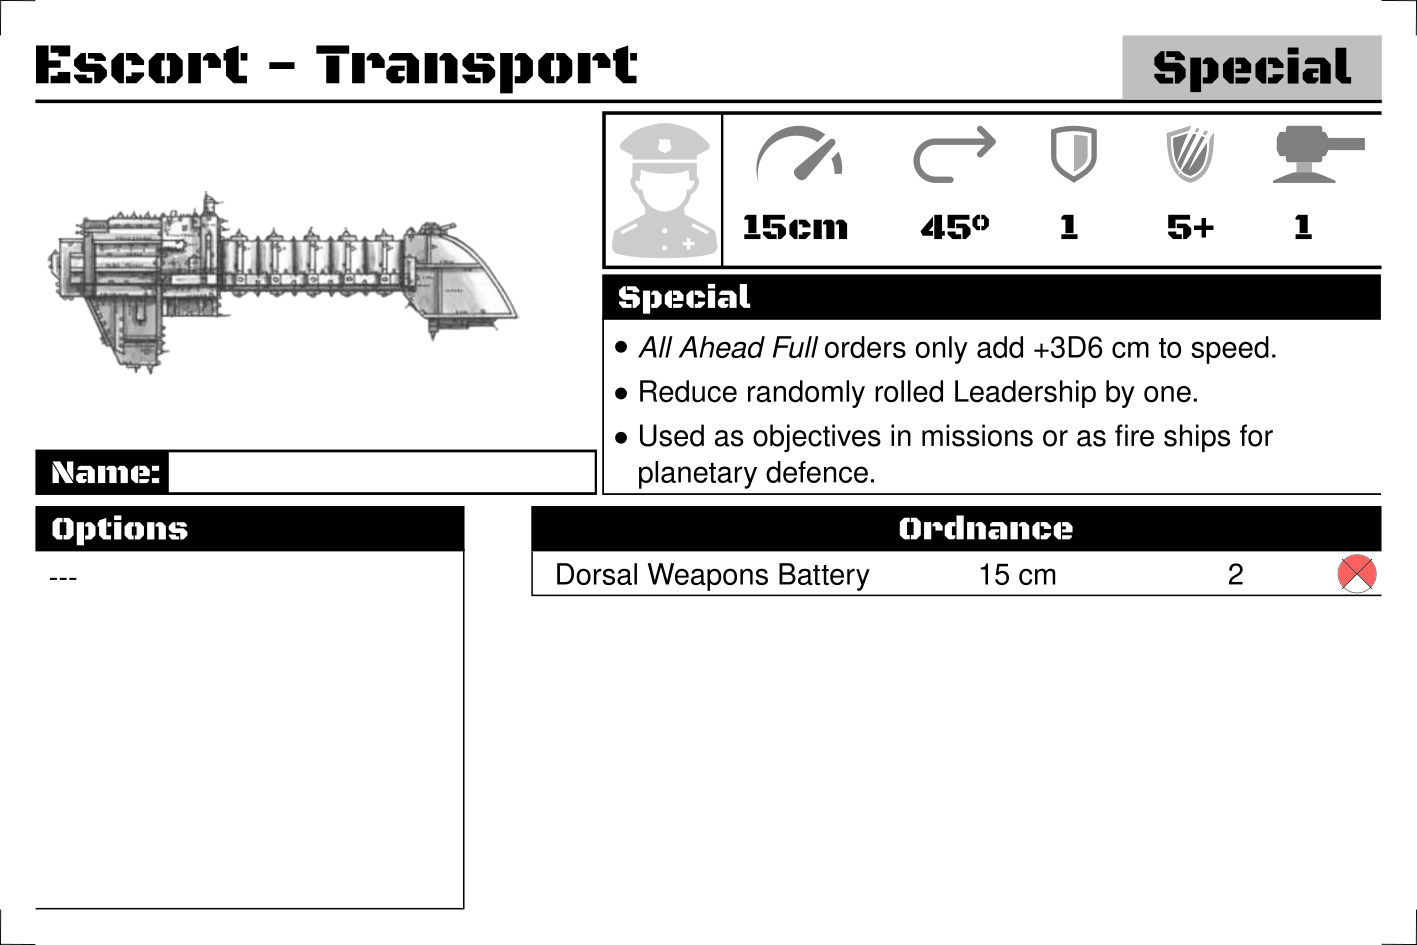 Escort - Transport
Special
15cm 45º 1 5+ 1
Special
• All Ahead Full orders only add +3D6 cm to speed.
• Reduce randomly rolled Leadership by one.
• Used as objectives in missions or as fire ships for
planetary defence.
Name:
Options
---
Ordnance
Dorsal Weapons Battery 15 cm 2